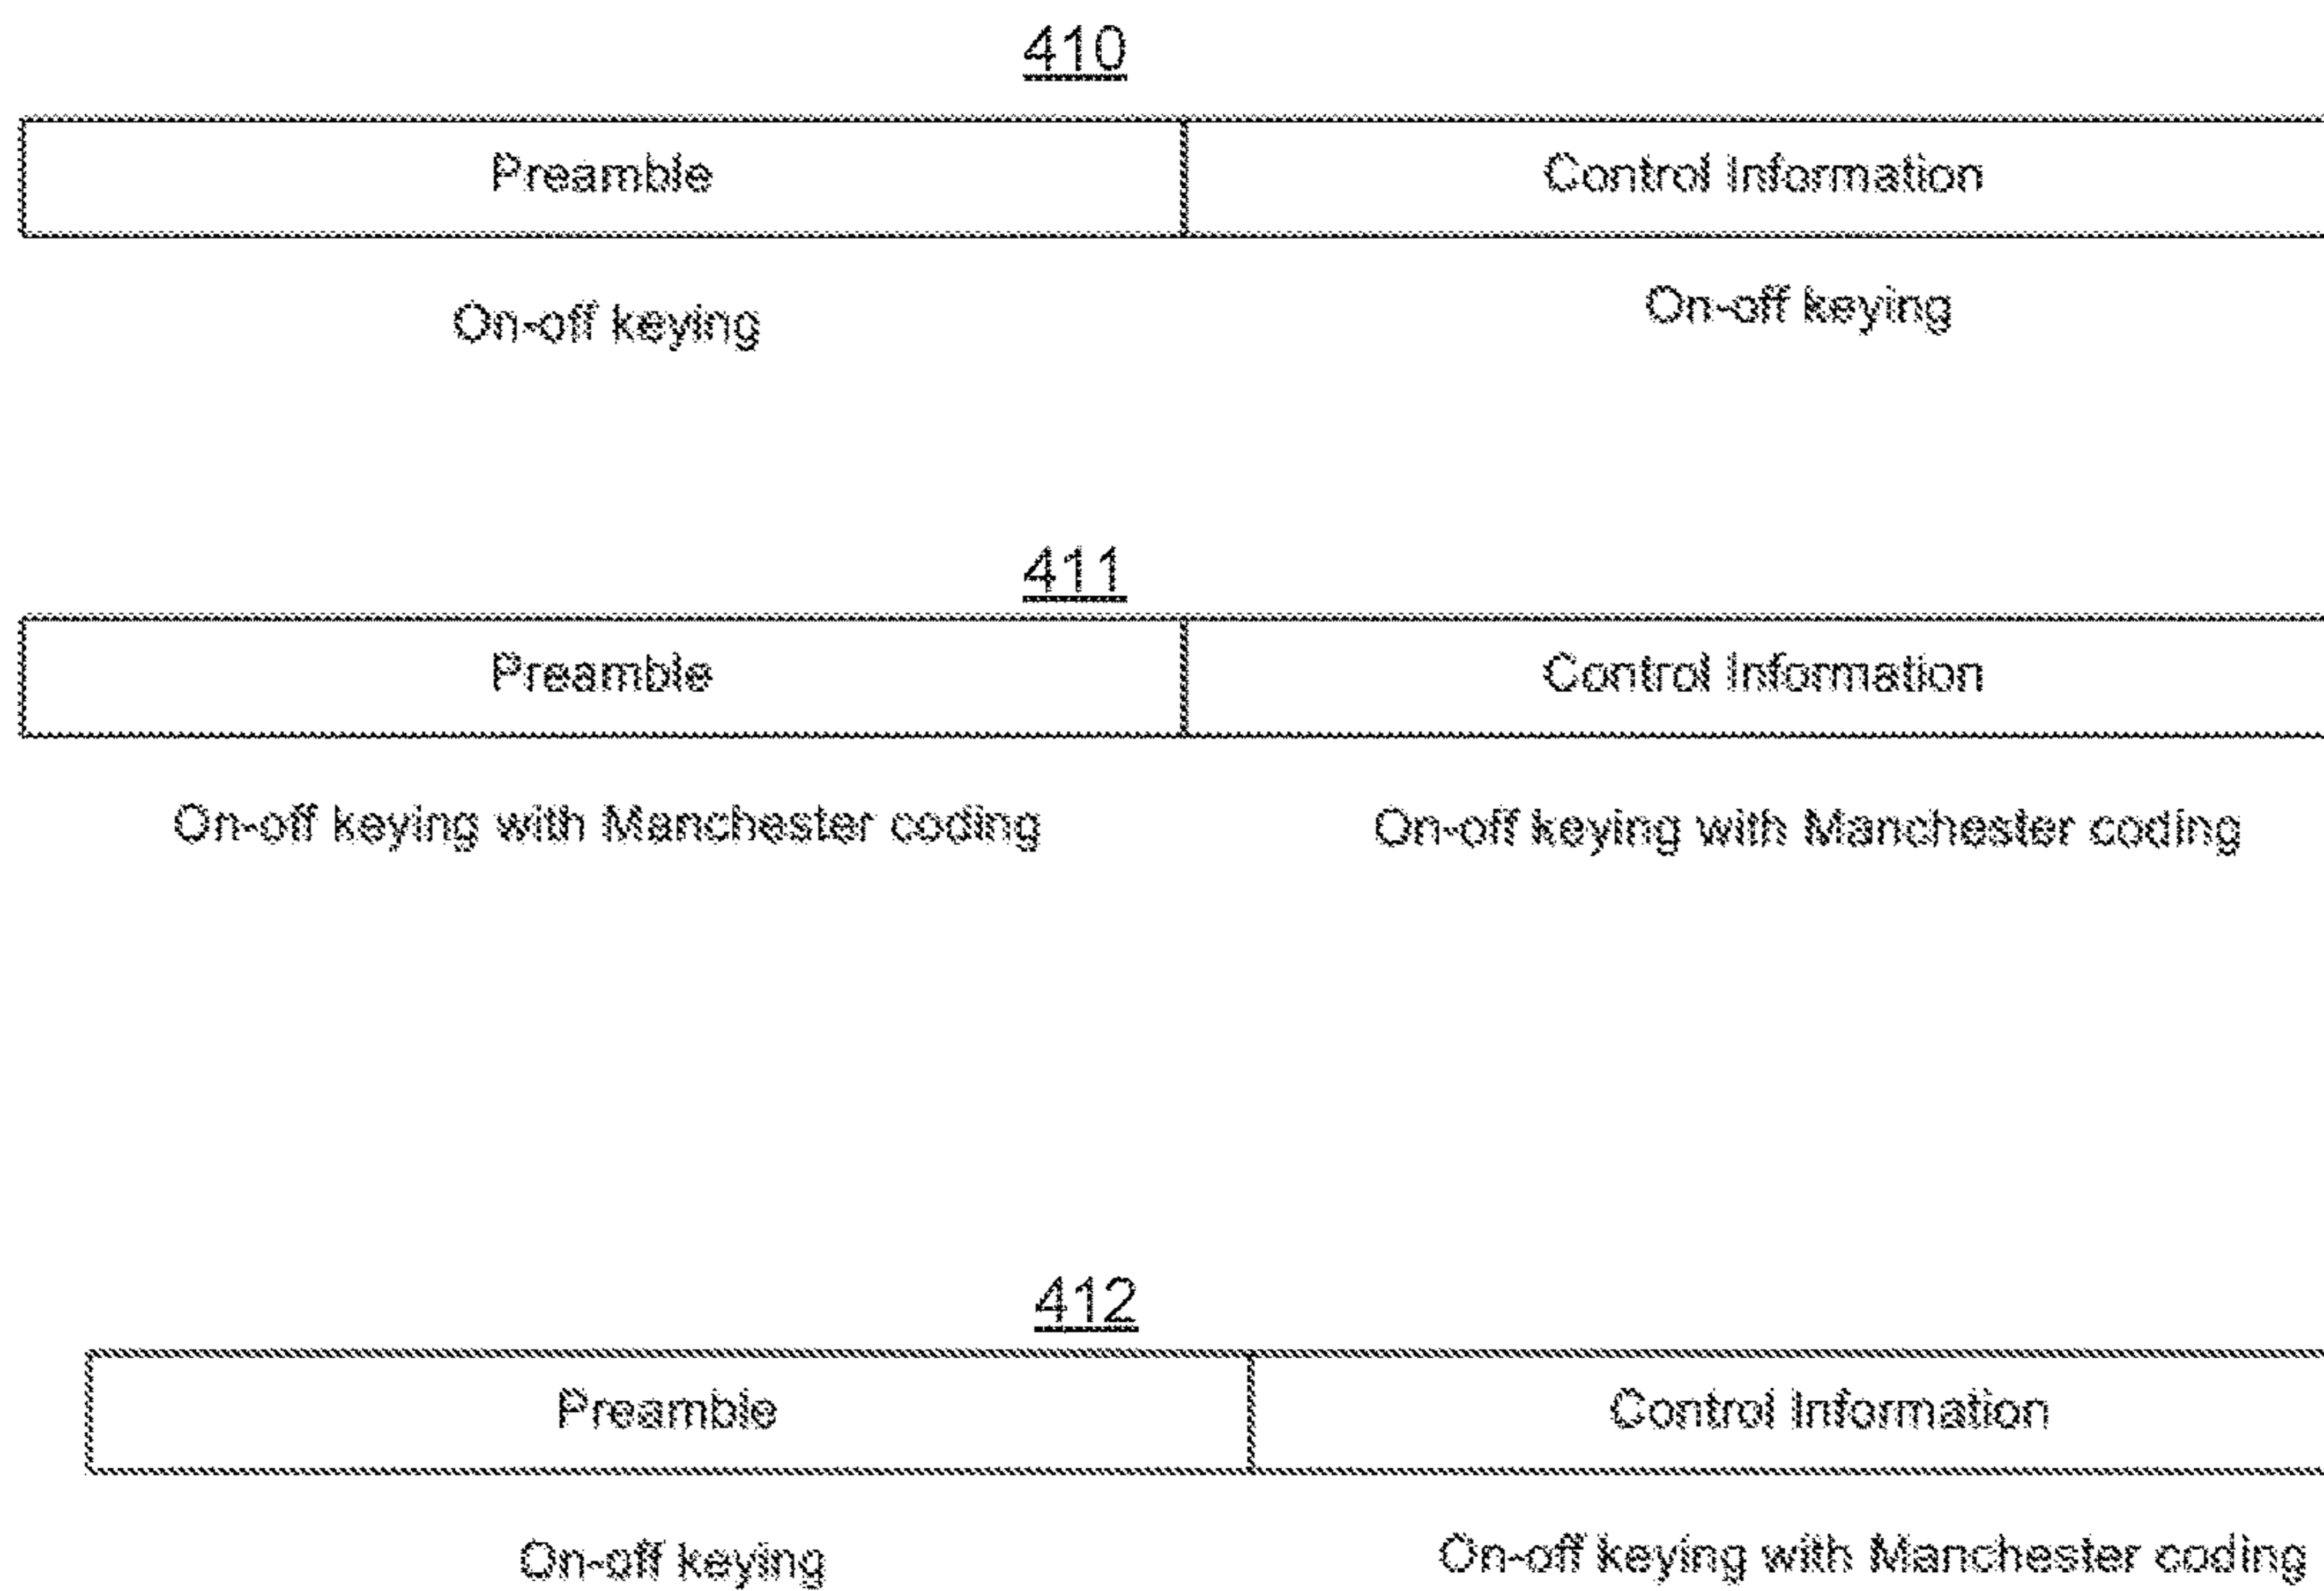 410
Preamble Control Information
On-off keying On-off keying
411
Preamble Control Information
On-off keying with Manchester coding On-off keying with Manchester coding
412
Preamble Control Information
On-off keying On-off keying with Manchester coding